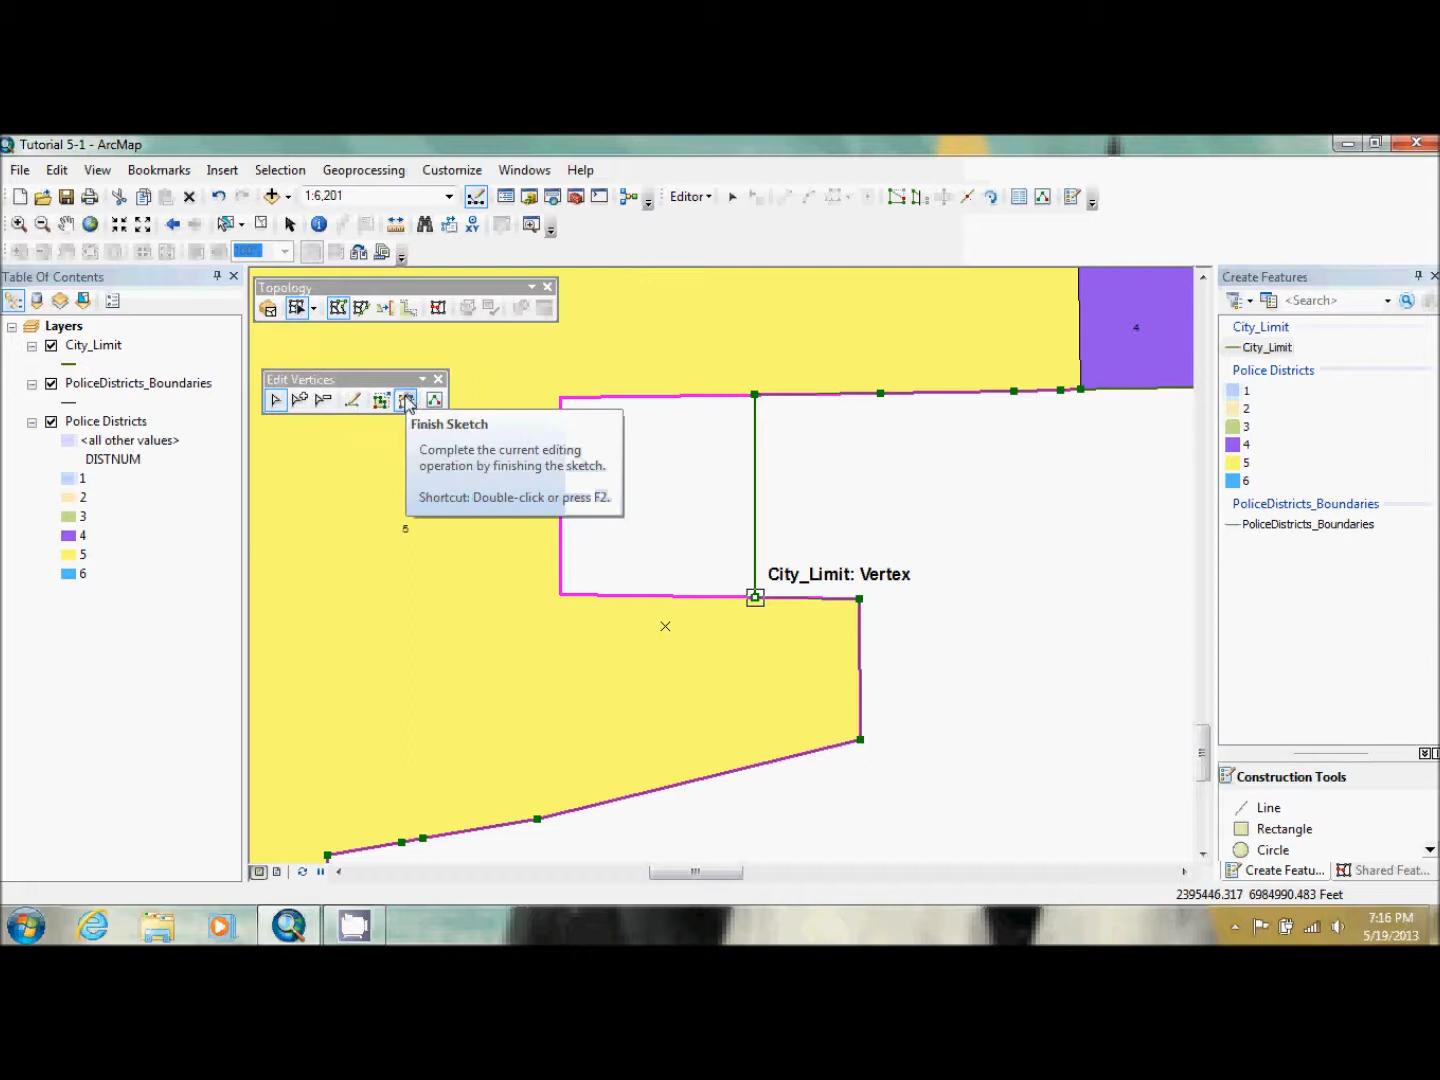 Tutorial 5-1 - ArcMap
File Edit View Bookmarks Insert Selection Geoprocessing Customize Windows Help
1:6,201
Editor
100%
Table Of Contents
Layers
City_Limit
PoliceDistricts_Boundaries
Police Districts
<all other values>
DISTNUM
1
2
3
4
5
6
Topology
Edit Vertices
Finish Sketch
Complete the current editing
operation by finishing the sketch.
Shortcut: Double-click or press F2.
5
4
City_Limit: Vertex
Create Features
<Search>
City_Limit
City_Limit
Police Districts
1
2
3
4
5
6
PoliceDistricts_Boundaries
PoliceDistricts_Boundaries
Construction Tools
Line
Rectangle
Circle
Create Featu... Shared Feat...
2395446.317 6984990.483 Feet
7:16 PM
5/19/2013